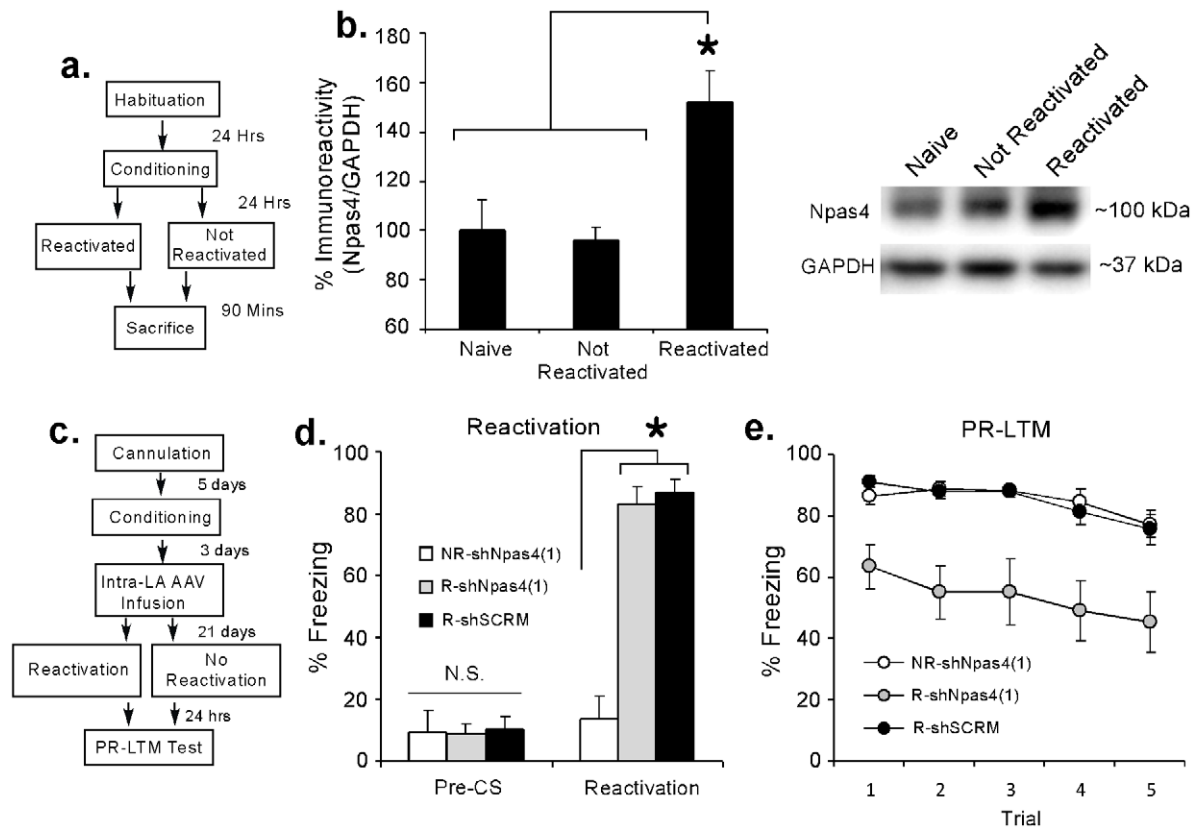 a.
Habituation
24 Hrs
Conditioning
24 Hrs
Reactivated
Not
Reactivated
90 Mins
Sacrifice
b.
% Immunoreactivity
(Npas4/GAPDH)
180
160
140
120
100
80
60
*
Naive
Not
Reactivated
Reactivated
Naive
Not Reactivated
Reactivated
Npas4
~100 kDa
GAPDH
~37 kDa
c.
Cannulation
5 days
Conditioning
3 days
Intra-LA AAV
Infusion
21 days
Reactivation
No
Reactivation
24 hrs
PR-LTM Test
d.
Reactivation
*
% Freezing
100
80
60
40
20
0
NR-shNpas4(1)
R-shNpas4(1)
R-shSCRM
N.S.
Pre-CS
Reactivation
e.
PR-LTM
% Freezing
100
80
60
40
20
0
NR-shNpas4(1)
R-shNpas4(1)
R-shSCRM
1 2 3 4 5
Trial